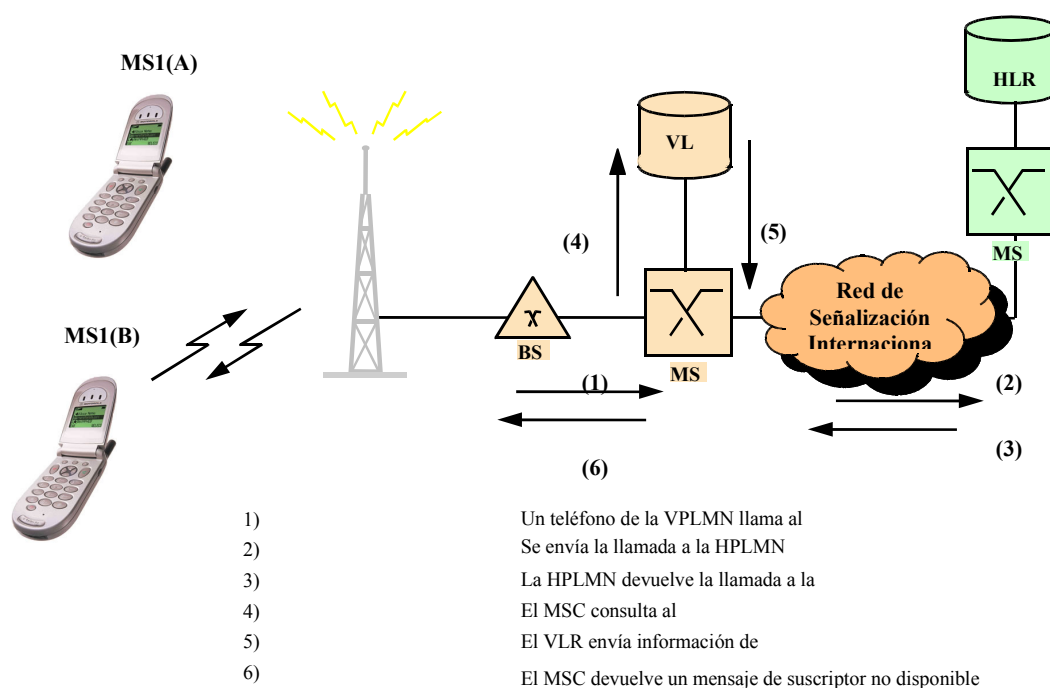 MS1(A)
HLR
VL
(4)
(5)
MS
Red de
Señalización
Internaciona
MS1(B)
BS
MS
(1)
(2)
(3)
(6)
1) Un teléfono de la VPLMN llama al
2) Se envía la llamada a la HPLMN
3) La HPLMN devuelve la llamada a la
4) El MSC consulta al
5) El VLR envía información de
6) El MSC devuelve un mensaje de suscriptor no disponible